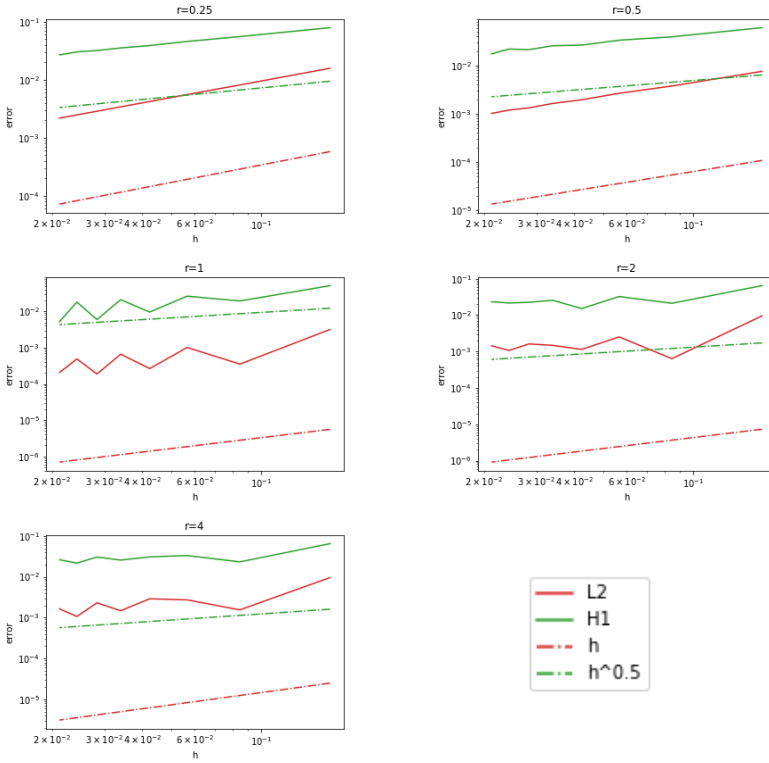 r=0.25
10⁻¹
10⁻²
10⁻³
10⁻⁴
error
2×10⁻²
3×10⁻²
4×10⁻²
6×10⁻²
10⁻¹
h
r=0.5
10⁻²
10⁻³
10⁻⁴
10⁻⁵
error
2×10⁻²
3×10⁻²
4×10⁻²
6×10⁻²
10⁻¹
h
r=1
10⁻²
10⁻³
10⁻⁴
10⁻⁵
10⁻⁶
error
2×10⁻²
3×10⁻²
4×10⁻²
6×10⁻²
10⁻¹
h
r=2
10⁻¹
10⁻²
10⁻³
10⁻⁴
10⁻⁵
10⁻⁶
error
2×10⁻²
3×10⁻²
4×10⁻²
6×10⁻²
10⁻¹
h
r=4
10⁻¹
10⁻²
10⁻³
10⁻⁴
10⁻⁵
error
2×10⁻²
3×10⁻²
4×10⁻²
6×10⁻²
10⁻¹
h
L2
H1
h
h^0.5